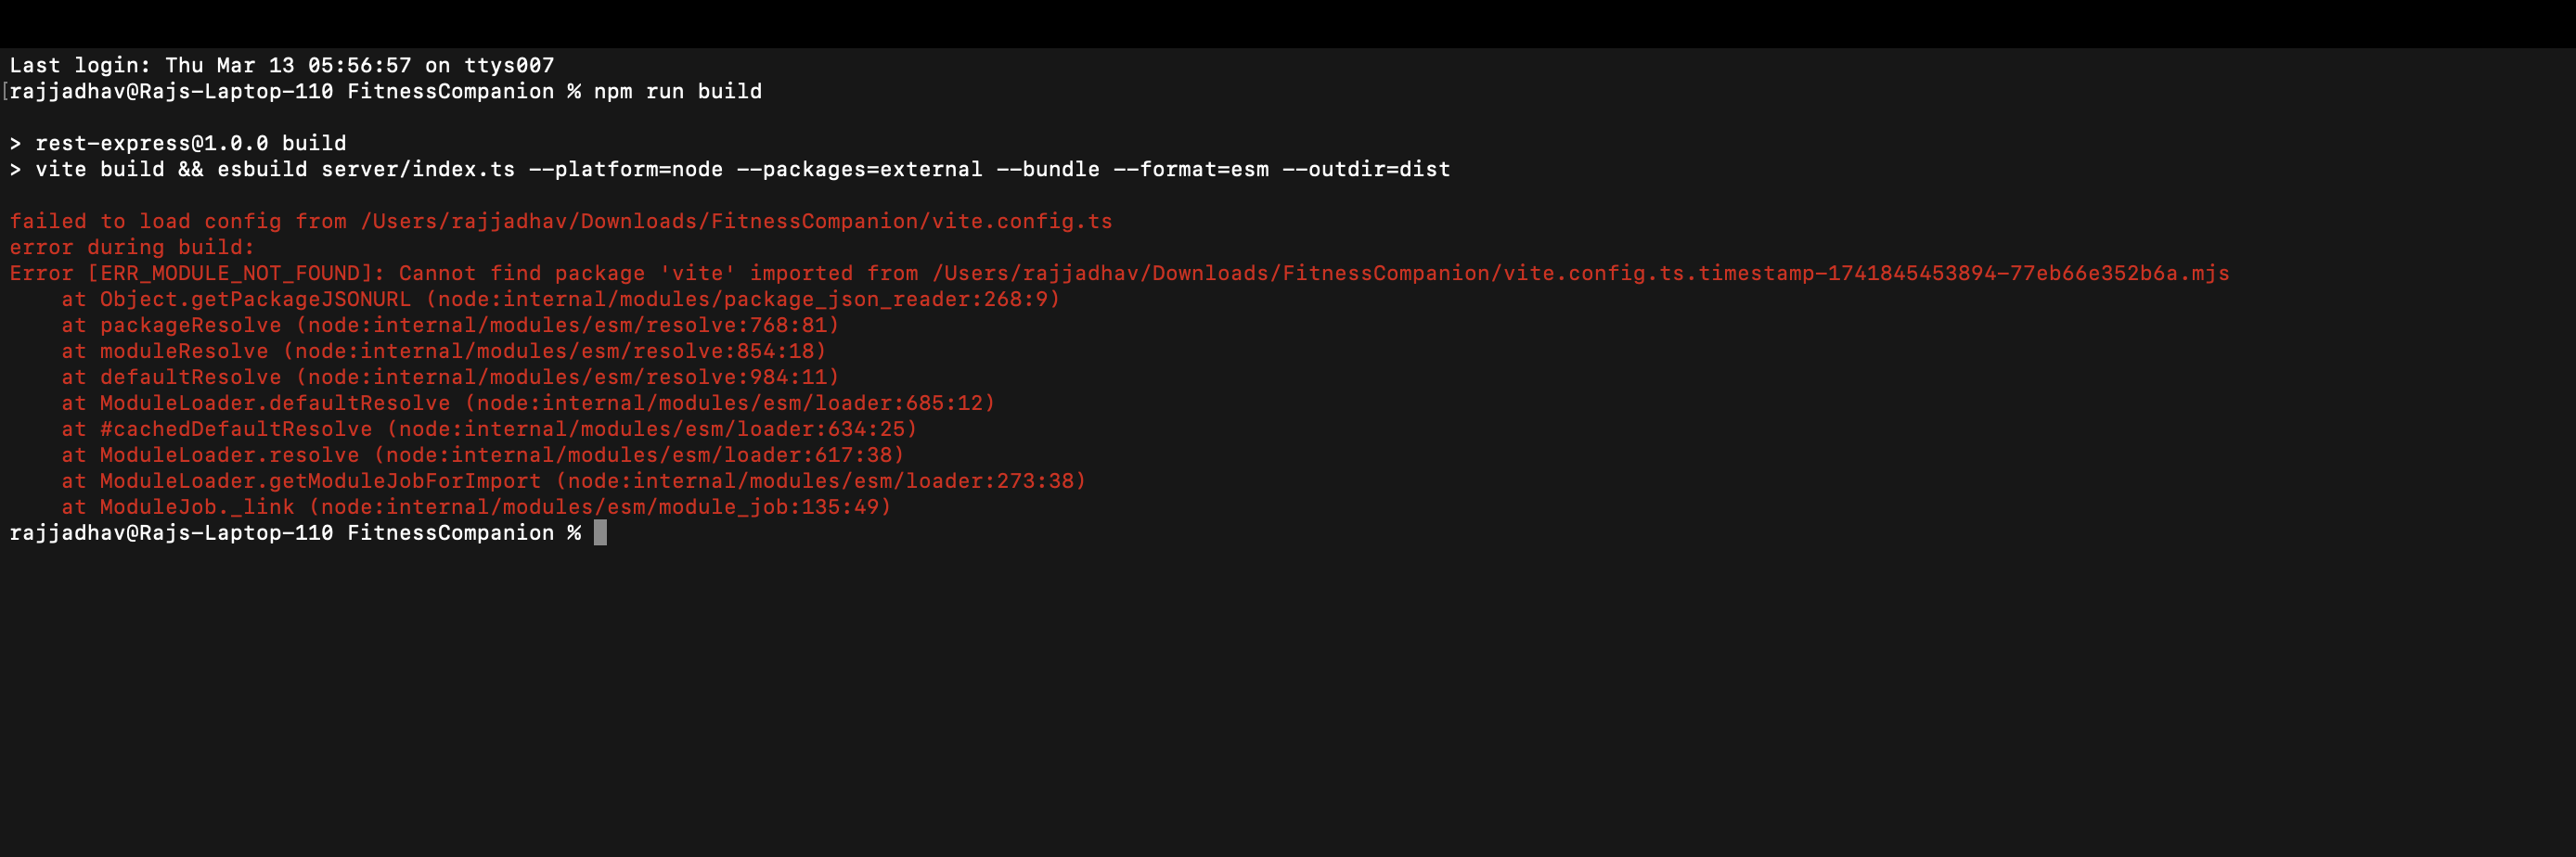 Last login: Thu Mar 13 05:56:57 on ttys007
[rajjadhav@Rajs-Laptop-110 FitnessCompanion % npm run build
> rest-express@1.0.0 build
> vite build && esbuild server/index.ts --platform=node --packages=external --bundle --format=esm --outdir=dist
failed to load config from /Users/rajjadhav/Downloads/FitnessCompanion/vite.config.ts
error during build:
Error [ERR_MODULE_NOT_FOUND]: Cannot find package 'vite' imported from /Users/rajjadhav/Downloads/FitnessCompanion/vite.config.ts.timestamp-1741845453894-77eb66e352b6a.mjs
    at Object.getPackageJSONURL (node:internal/modules/package_json_reader:268:9)
    at packageResolve (node:internal/modules/esm/resolve:768:81)
    at moduleResolve (node:internal/modules/esm/resolve:854:18)
    at defaultResolve (node:internal/modules/esm/resolve:984:11)
    at ModuleLoader.defaultResolve (node:internal/modules/esm/loader:685:12)
    at #cachedDefaultResolve (node:internal/modules/esm/loader:634:25)
    at ModuleLoader.resolve (node:internal/modules/esm/loader:617:38)
    at ModuleLoader.getModuleJobForImport (node:internal/modules/esm/loader:273:38)
    at ModuleJob._link (node:internal/modules/esm/module_job:135:49)
rajjadhav@Rajs-Laptop-110 FitnessCompanion %